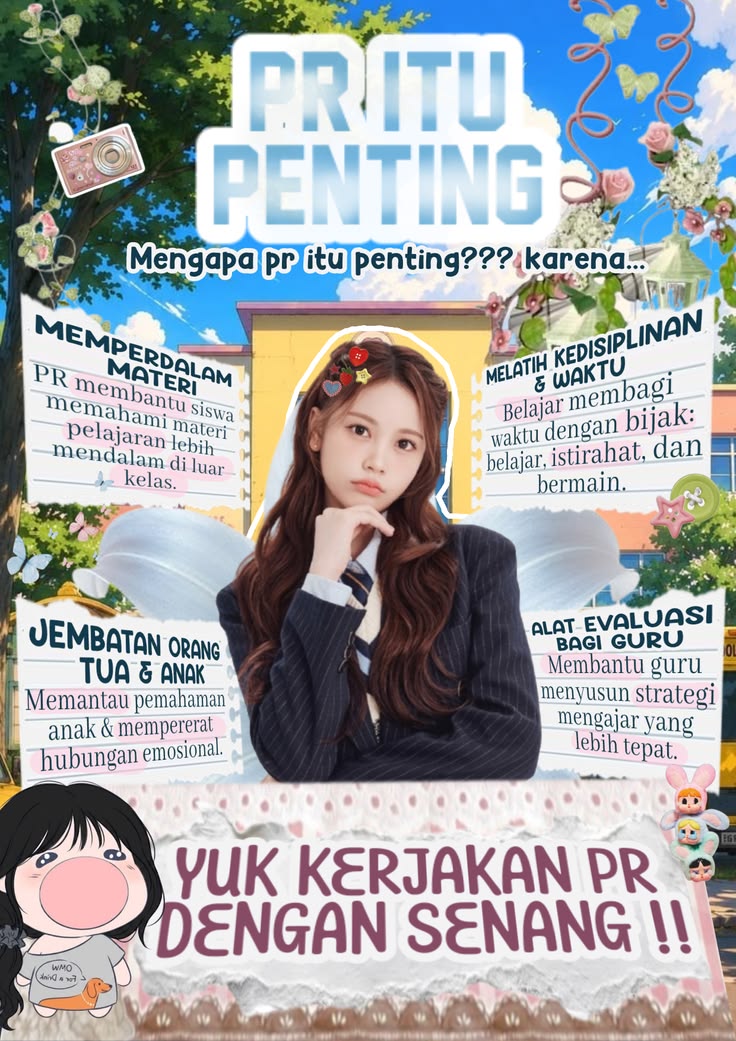 PR ITU
PENTING
Mengapa pr itu penting??? karena...
MEMPERDALAM
MATERI
PR membantu siswa
memahami materi
pelajaran lebih
mendalam di luar
kelas.
MELATIH KEDISIPLINAN
& WAKTU
Belajar membagi
waktu dengan bijak:
belajar, istirahat, dan
bermain.
JEMBATAN ORANG
TUA & ANAK
Memantau pemahaman
anak & mempererat
hubungan emosional.
ALAT EVALUASI
BAGI GURU
Membantu guru
menyusun strategi
mengajar yang
lebih tepat.
YUK KERJAKAN PR
DENGAN SENANG !!
OMW
For a Drink